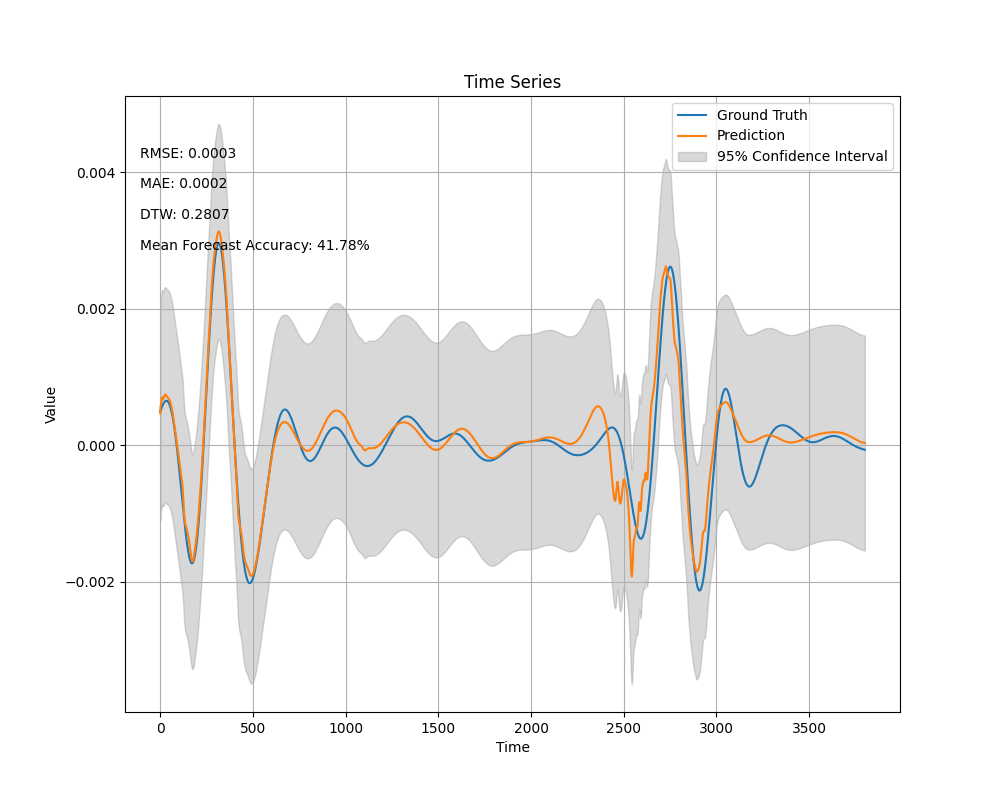 Time Series
Ground Truth
Prediction
95% Confidence Interval
RMSE: 0.0003
MAE: 0.0002
DTW: 0.2807
Mean Forecast Accuracy: 41.78%
Value
0.004
0.002
0.000
−0.002
0 500 1000 1500 2000 2500 3000 3500
Time